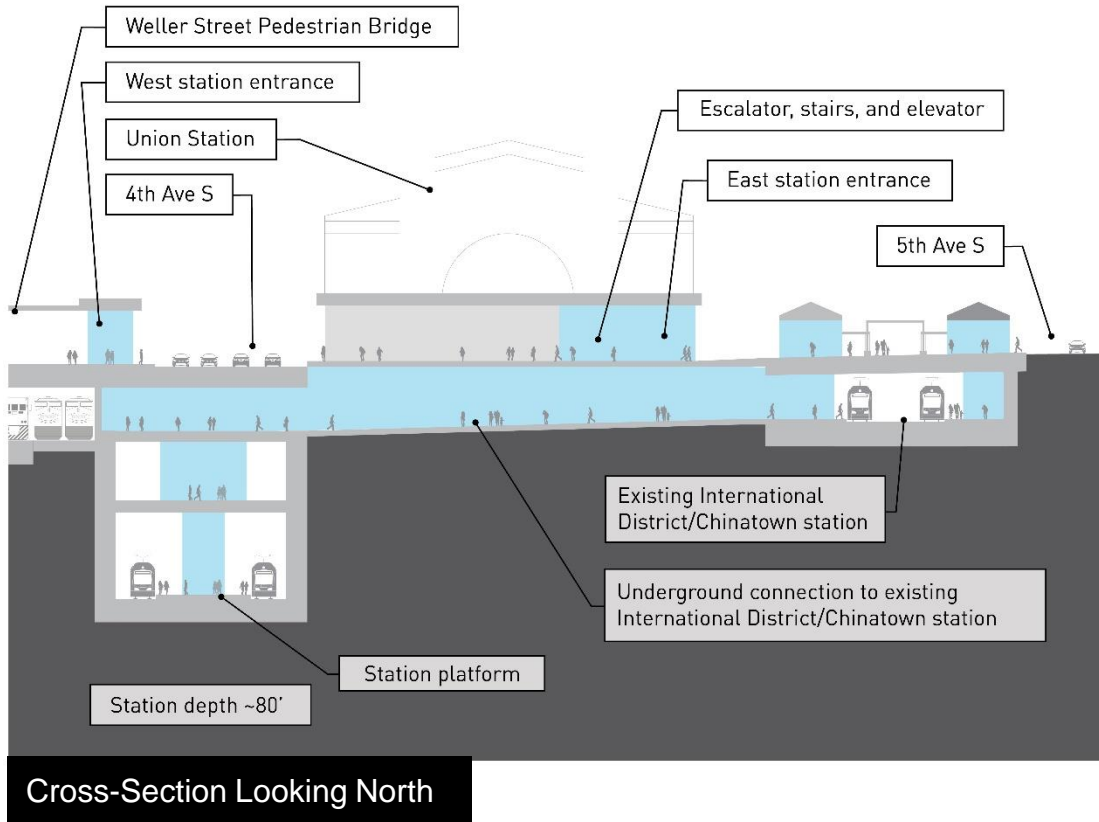 Weller Street Pedestrian Bridge
West station entrance
Union Station
4th Ave S
Escalator, stairs, and elevator
East station entrance
5th Ave S
Existing International
District/Chinatown station
Underground connection to existing
International District/Chinatown station
Station platform
Station depth ~80'
Cross-Section Looking North